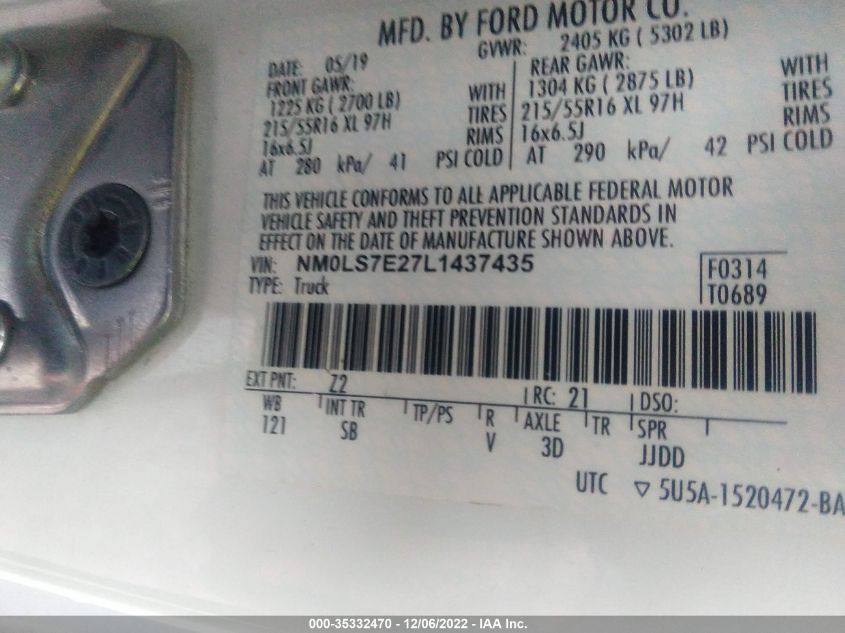 MFD. BY FORD MOTOR CO.
DATE: 05/19 GVWR: 2405 KG ( 5302 LB)
FRONT GAWR: REAR GAWR:
1225 KG ( 2700 LB) WITH 1304 KG ( 2875 LB) WITH
215/55R16 XL 97H TIRES 215/55R16 XL 97H TIRES
16x6.5J RIMS 16x6.5J RIMS
AT 280 kPa/ 41 PSI COLD AT 290 kPa/ 42 PSI COLD
THIS VEHICLE CONFORMS TO ALL APPLICABLE FEDERAL MOTOR
VEHICLE SAFETY AND THEFT PREVENTION STANDARDS IN
EFFECT ON THE DATE OF MANUFACTURE SHOWN ABOVE.
VIN: NM0LS7E27L1437435 F0314
TYPE: Truck T0689
EXT PNT: Z2 RC: 21 DSO:
WB INT TR TP/PS R AXLE TR SPR
121 SB V 3D JJDD
UTC ▽ 5U5A-1520472-BA
000-35332470 - 12/06/2022 - IAA Inc.